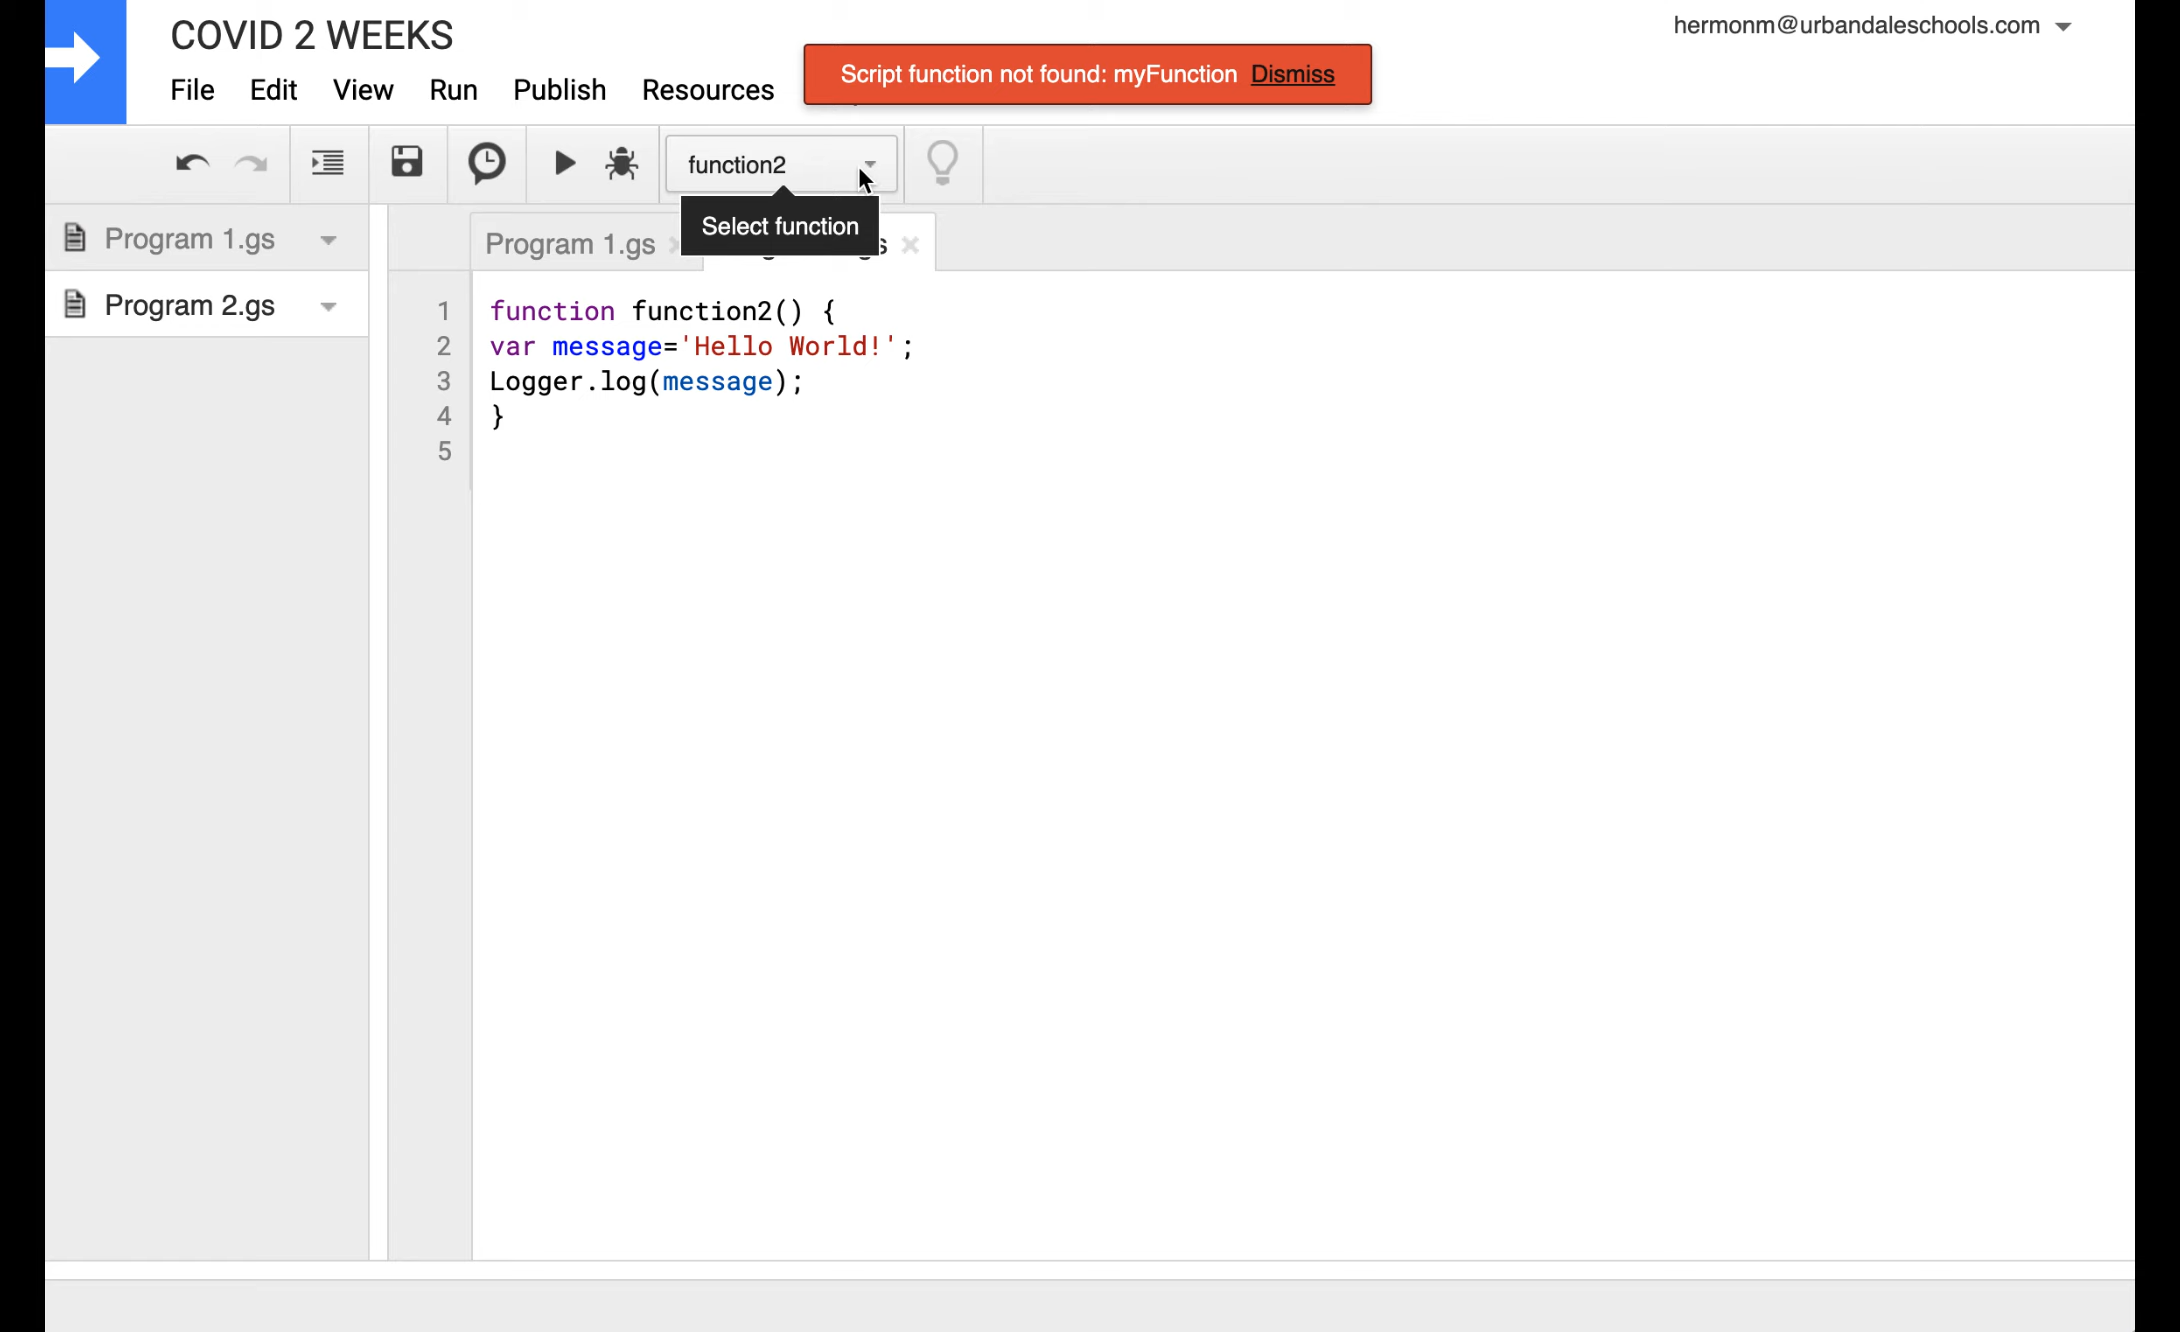 COVID 2 WEEKS
hermonm@urbandaleschools.com
File Edit View Run Publish Resources
Script function not found: myFunction Dismiss
function2
Select function
Program 1.gs
Program 2.gs
Program 1.gs
1 function function2() {
2 var message='Hello World!';
3 Logger.log(message);
4 }
5